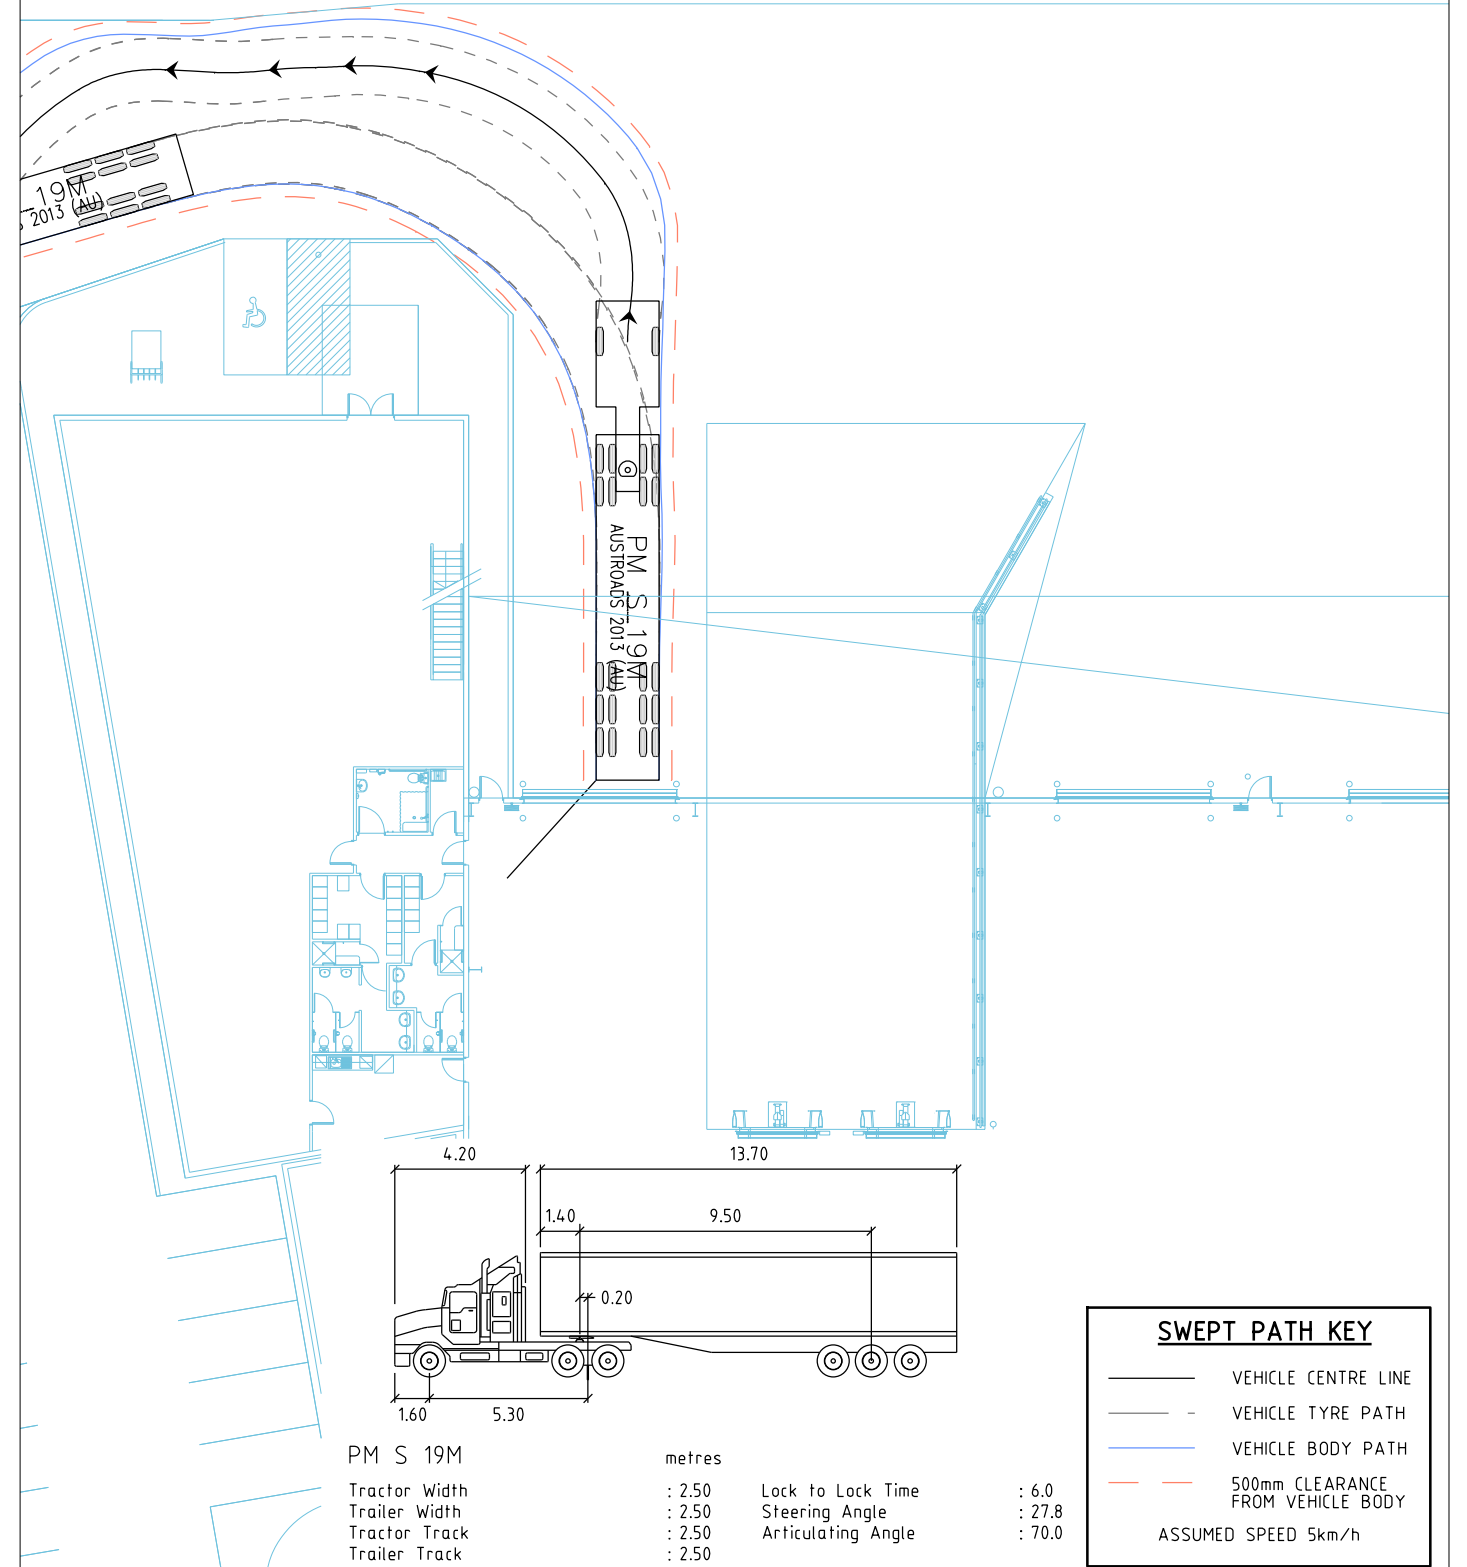 _19M
2013 (AU)
PM S_19M
AUSTROADS 2013 (AU)
4.20
13.70
1.40
9.50
0.20
1.60
5.30
PM S 19M
metres
Tractor Width : 2.50
Trailer Width : 2.50
Tractor Track : 2.50
Trailer Track : 2.50
Lock to Lock Time : 6.0
Steering Angle : 27.8
Articulating Angle : 70.0
SWEPT PATH KEY
VEHICLE CENTRE LINE
VEHICLE TYRE PATH
VEHICLE BODY PATH
500mm CLEARANCE
FROM VEHICLE BODY
ASSUMED SPEED 5km/h